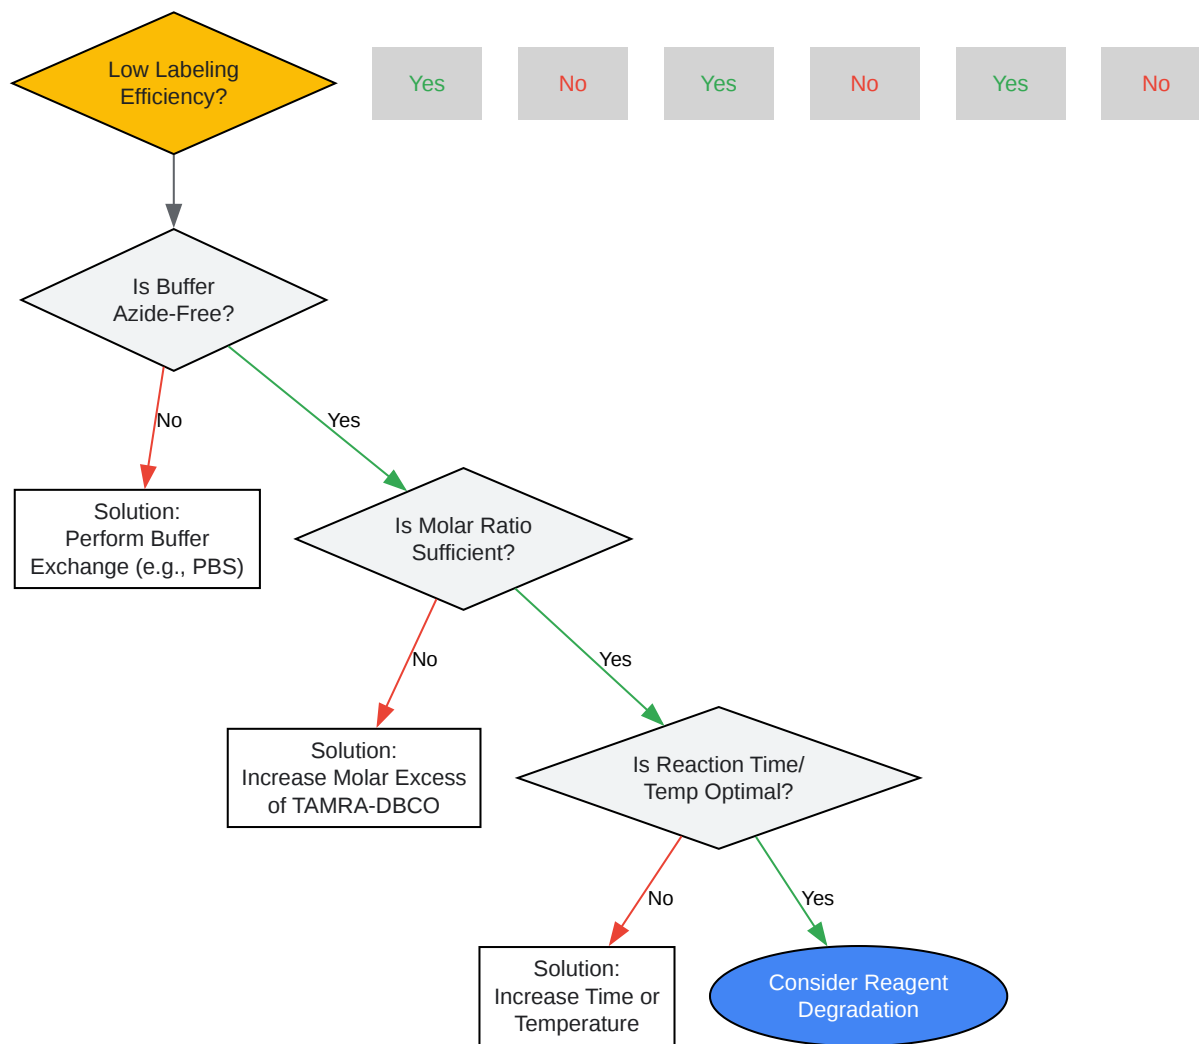 Low Labeling
Efficiency?
Yes
No
Yes
No
Yes
No
Is Buffer
Azide-Free?
No
Yes
Solution:
Perform Buffer
Exchange (e.g., PBS)
Is Molar Ratio
Sufficient?
No
Yes
Solution:
Increase Molar Excess
of TAMRA-DBCO
Is Reaction Time/
Temp Optimal?
No
Yes
Solution:
Increase Time or
Temperature
Consider Reagent
Degradation